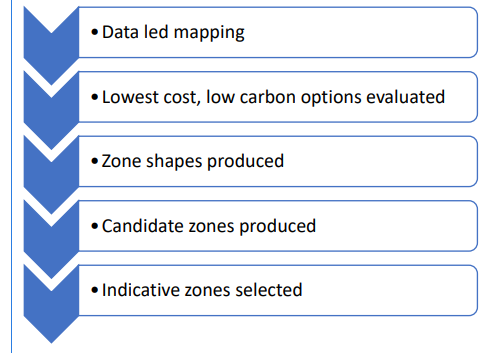 • Data led mapping
• Lowest cost, low carbon options evaluated
• Zone shapes produced
• Candidate zones produced
• Indicative zones selected